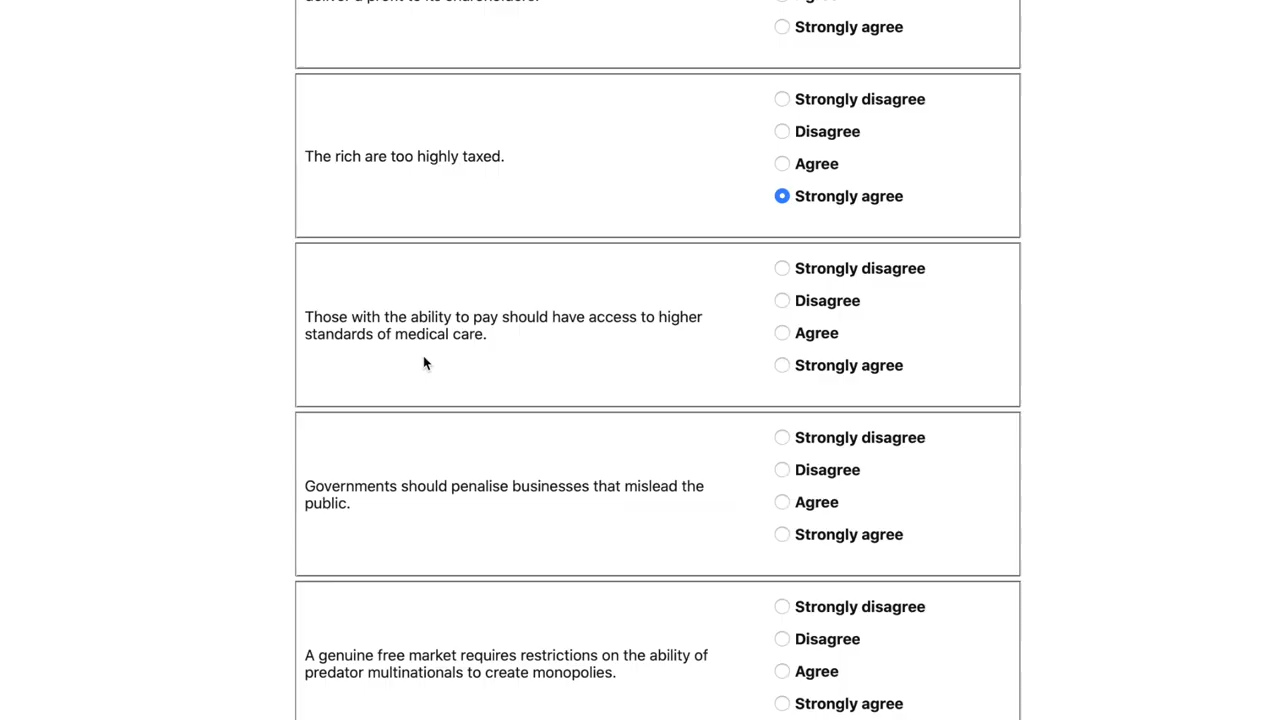 Strongly agree
Strongly disagree
Disagree
The rich are too highly taxed.
Agree
Strongly agree
Strongly disagree
Disagree
Those with the ability to pay should have access to higher
standards of medical care.
Agree
Strongly agree
Strongly disagree
Disagree
Governments should penalise businesses that mislead the
public.
Agree
Strongly agree
Strongly disagree
Disagree
A genuine free market requires restrictions on the ability of
predator multinationals to create monopolies.
Agree
Strongly agree